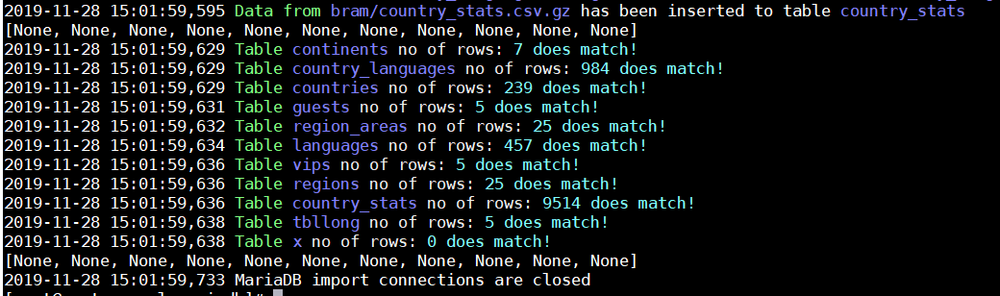 2019-11-28 15:01:59,595 Data from bram/country_stats.csv.gz has been inserted to table country_stats
[None, None, None, None, None, None, None, None, None, None, None]
2019-11-28 15:01:59,629 Table continents no of rows: 7 does match!
2019-11-28 15:01:59,629 Table country_languages no of rows: 984 does match!
2019-11-28 15:01:59,629 Table countries no of rows: 239 does match!
2019-11-28 15:01:59,631 Table guests no of rows: 5 does match!
2019-11-28 15:01:59,632 Table region_areas no of rows: 25 does match!
2019-11-28 15:01:59,634 Table languages no of rows: 457 does match!
2019-11-28 15:01:59,636 Table vips no of rows: 5 does match!
2019-11-28 15:01:59,636 Table regions no of rows: 25 does match!
2019-11-28 15:01:59,636 Table country_stats no of rows: 9514 does match!
2019-11-28 15:01:59,638 Table tbllong no of rows: 5 does match!
2019-11-28 15:01:59,638 Table x no of rows: 0 does match!
[None, None, None, None, None, None, None, None, None, None, None]
2019-11-28 15:01:59,733 MariaDB import connections are closed